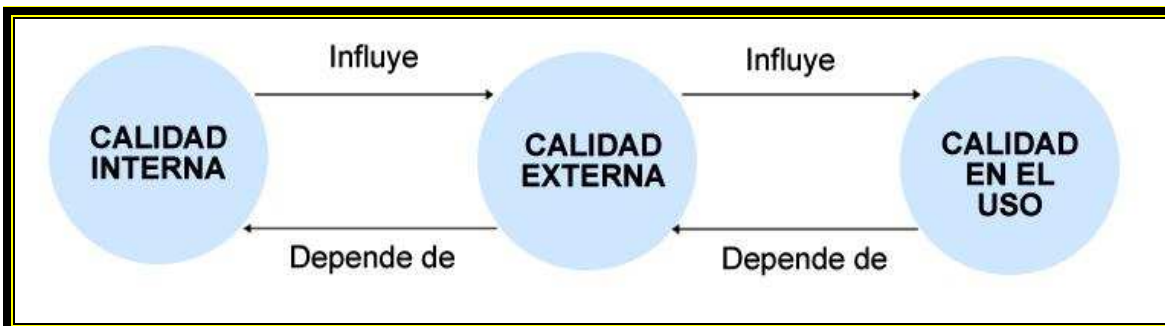 Influye
Influye
CALIDAD
INTERNA
CALIDAD
EXTERNA
CALIDAD
EN EL
USO
Depende de
Depende de